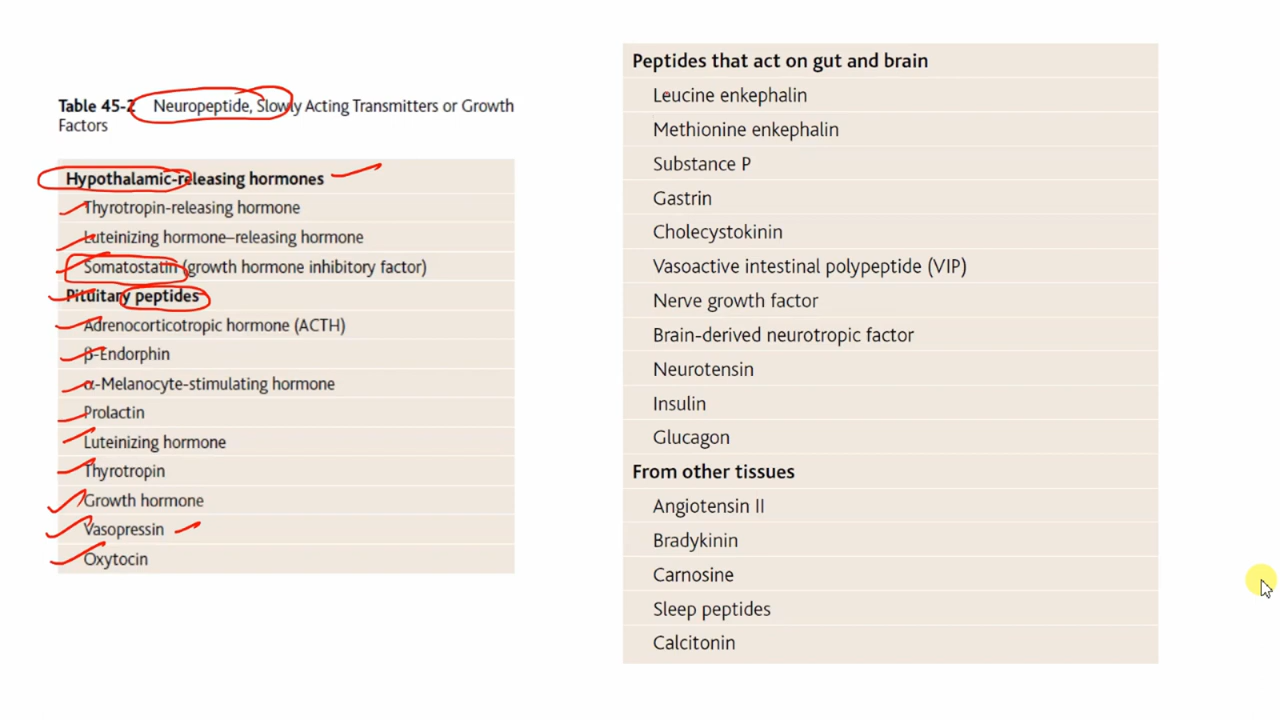 Table 45-2 Neuropeptide, Slowly Acting Transmitters or Growth
Factors
Hypothalamic-releasing hormones
Thyrotropin-releasing hormone
Luteinizing hormone–releasing hormone
Somatostatin (growth hormone inhibitory factor)
Pituitary peptides
Adrenocorticotropic hormone (ACTH)
β-Endorphin
α-Melanocyte-stimulating hormone
Prolactin
Luteinizing hormone
Thyrotropin
Growth hormone
Vasopressin
Oxytocin
Peptides that act on gut and brain
Leucine enkephalin
Methionine enkephalin
Substance P
Gastrin
Cholecystokinin
Vasoactive intestinal polypeptide (VIP)
Nerve growth factor
Brain-derived neurotropic factor
Neurotensin
Insulin
Glucagon
From other tissues
Angiotensin II
Bradykinin
Carnosine
Sleep peptides
Calcitonin